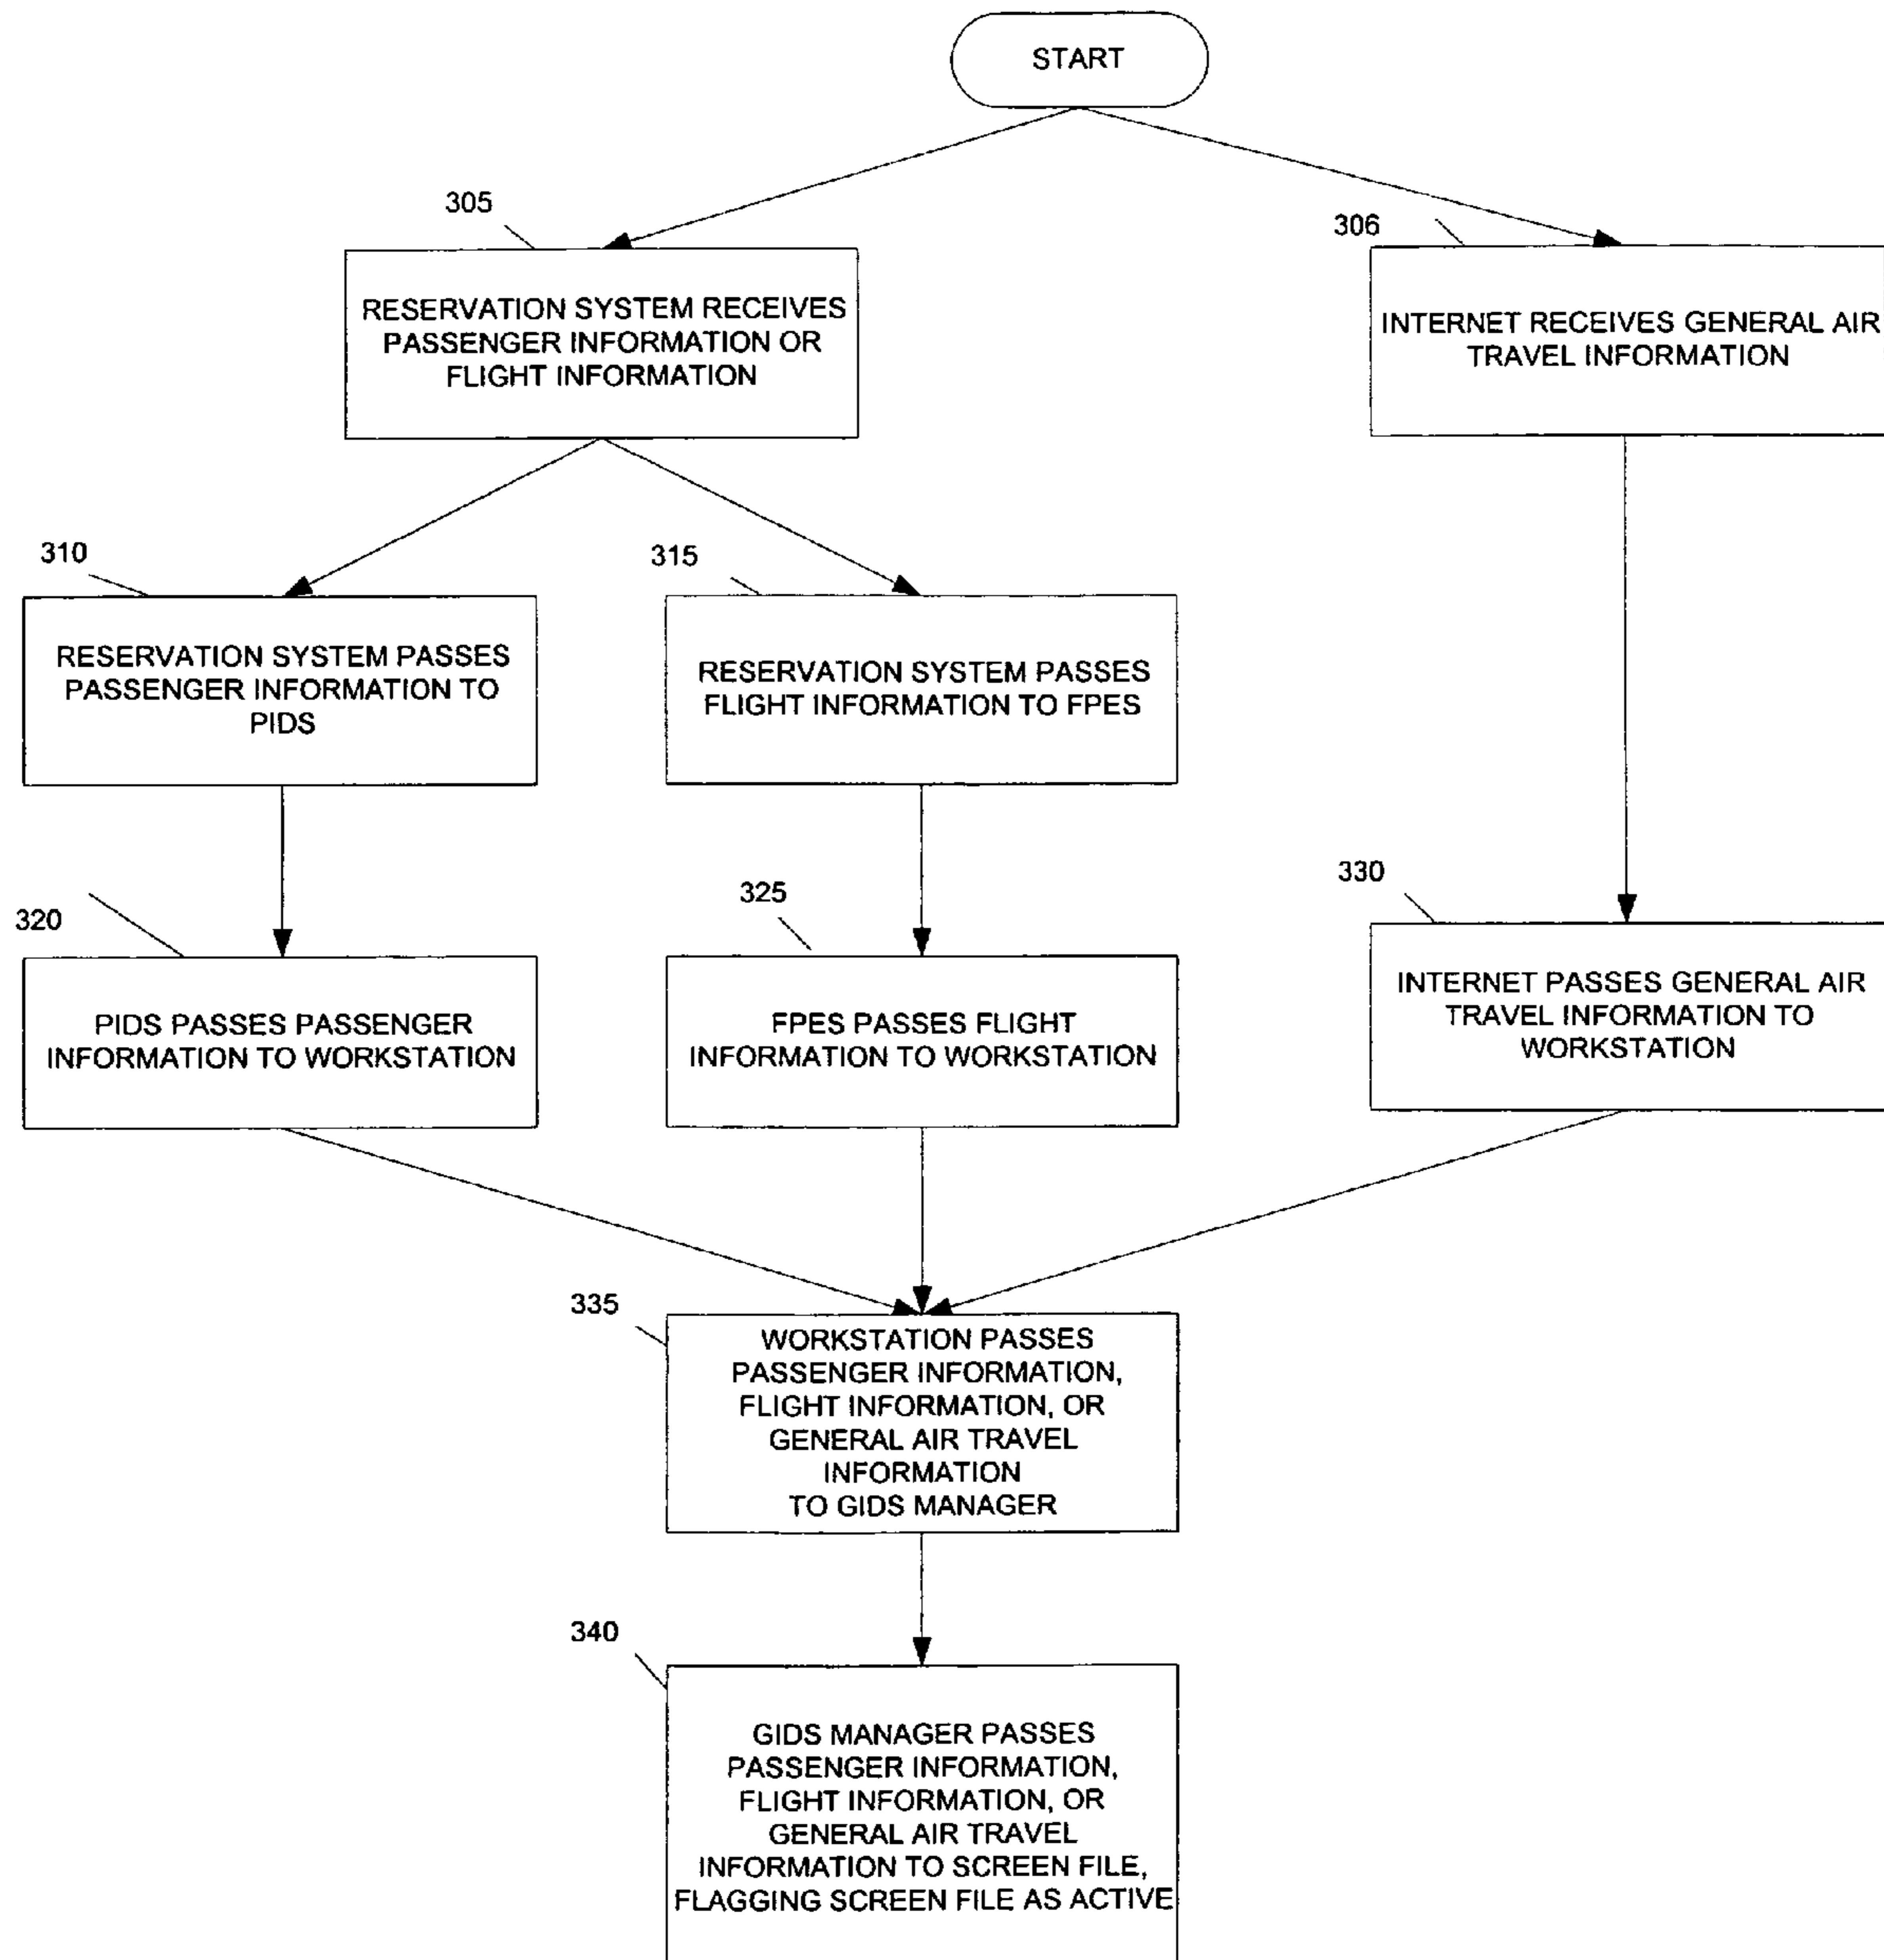 START
305
RESERVATION SYSTEM RECEIVES
PASSENGER INFORMATION OR
FLIGHT INFORMATION
306
INTERNET RECEIVES GENERAL AIR
TRAVEL INFORMATION
310
RESERVATION SYSTEM PASSES
PASSENGER INFORMATION TO
PIDS
315
RESERVATION SYSTEM PASSES
FLIGHT INFORMATION TO FPES
320
PIDS PASSES PASSENGER
INFORMATION TO WORKSTATION
325
FPES PASSES FLIGHT
INFORMATION TO WORKSTATION
330
INTERNET PASSES GENERAL AIR
TRAVEL INFORMATION TO
WORKSTATION
335
WORKSTATION PASSES
PASSENGER INFORMATION,
FLIGHT INFORMATION, OR
GENERAL AIR TRAVEL
INFORMATION
TO GIDS MANAGER
340
GIDS MANAGER PASSES
PASSENGER INFORMATION,
FLIGHT INFORMATION, OR
GENERAL AIR TRAVEL
INFORMATION TO SCREEN FILE,
FLAGGING SCREEN FILE AS ACTIVE